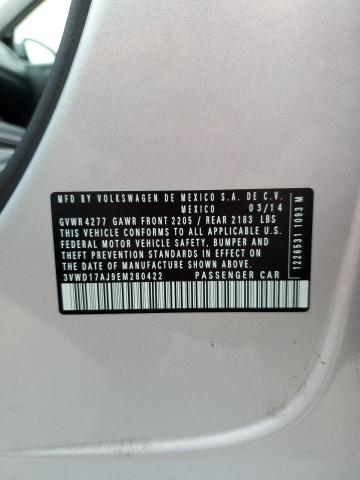 MFD BY VOLKSWAGEN DE MEXICO S.A. DE C.V.
MEXICO 03/14
GVWR 4277 GAWR FRONT 2205 / REAR 2183 LBS
THIS VEHICLE CONFORMS TO ALL APPLICABLE U.S.
FEDERAL MOTOR VEHICLE SAFETY, BUMPER AND
THEFT PREVENTION STANDARDS IN EFFECT ON THE
DATE OF MANUFACTURE SHOWN ABOVE.
3VWD17AJ9EM280422 PASSENGER CAR
1226531 1093 M